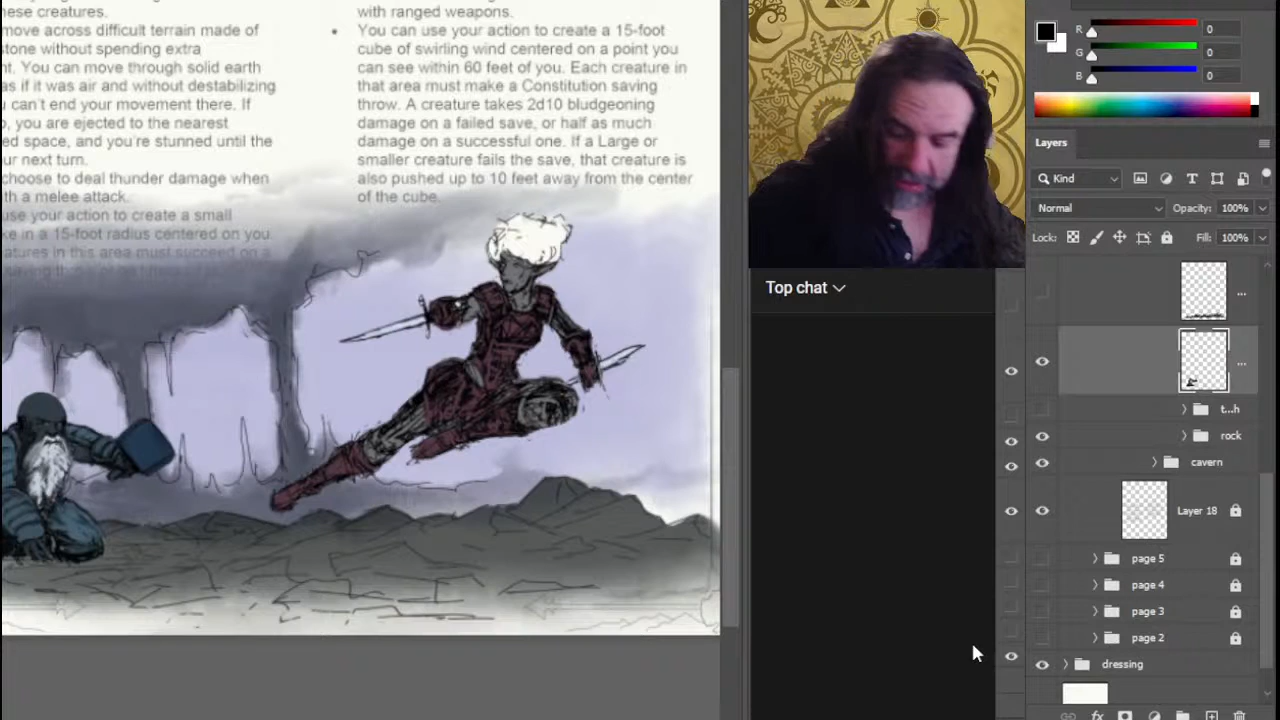 these creatures.
move across difficult terrain made of
stone without spending extra
You can move through solid earth
as if it was air and without destabilizing
can't end your movement there. If
you are ejected to the nearest
space, and you're stunned until the
next turn.
choose to deal thunder damage when
a melee attack.
use your action to create a small
in a 15-foot radius centered on you.
in this area must succeed on a
with ranged weapons.
• You can use your action to create a 15-foot
cube of swirling wind centered on a point you
can see within 60 feet of you. Each creature in
that area must make a Constitution saving
throw. A creature takes 2d10 bludgeoning
damage on a failed save, or half as much
damage on a successful one. If a Large or
smaller creature fails the save, that creature is
also pushed up to 10 feet away from the center
of the cube.
Top chat
R 0
G 0
B 0
Layers
Kind
Normal Opacity: 100%
Lock: Fill: 100%
...
...
t...h
rock
cavern
Layer 18
page 5
page 4
page 3
page 2
dressing